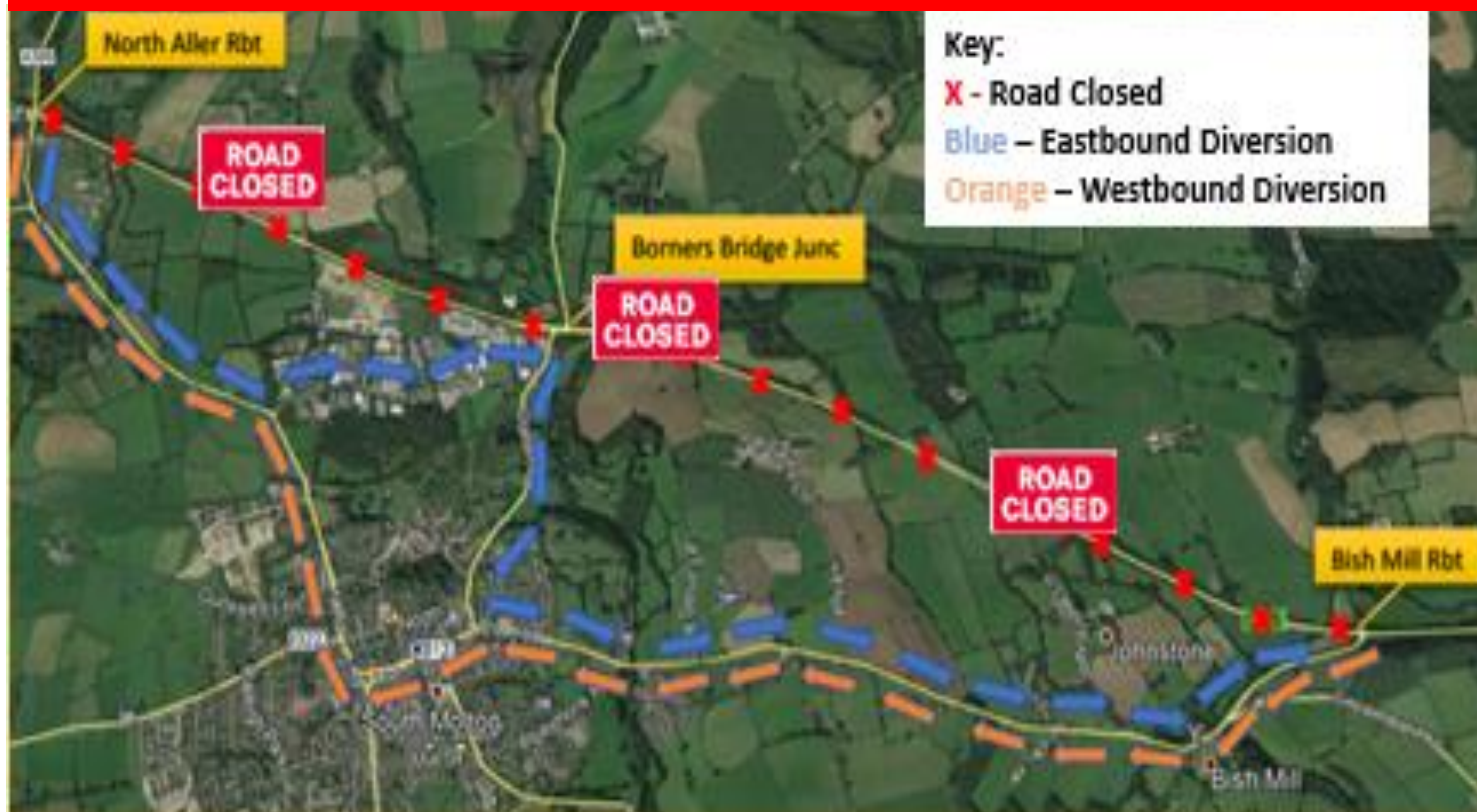 North Aller Rbt
Key:
X - Road Closed
Blue – Eastbound Diversion
Orange – Westbound Diversion
ROAD
CLOSED
Borners Bridge Junc
ROAD
CLOSED
ROAD
CLOSED
Bish Mill Rbt
Johnstone
South Molton
Bish Mill